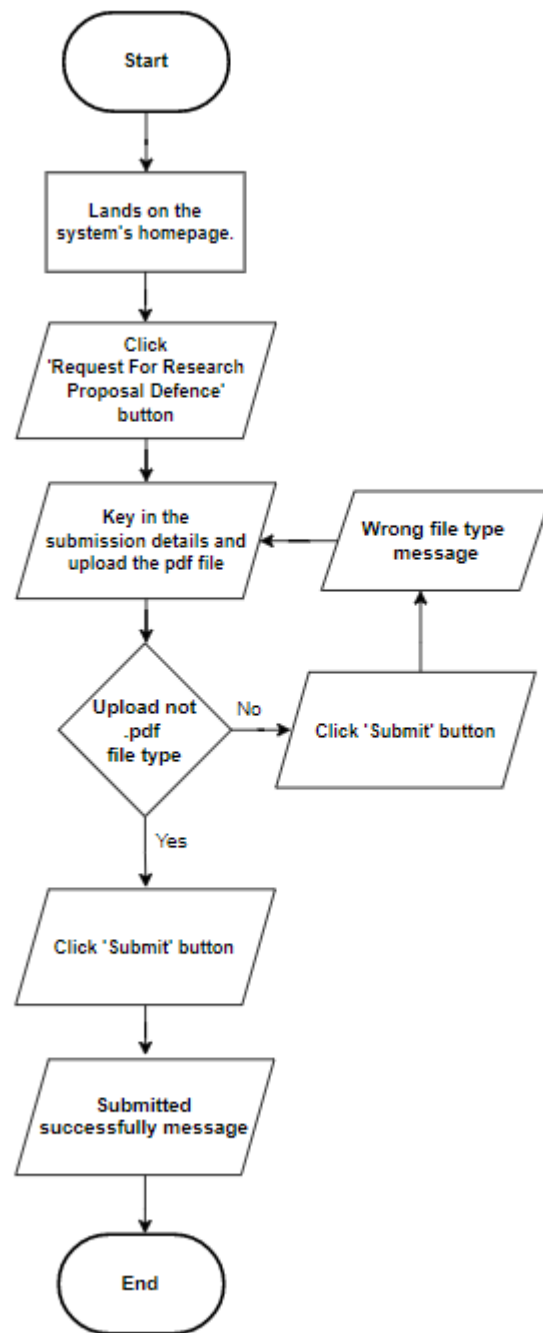 Start
Lands on the
system's homepage.
Click
'Request For Research
Proposal Defence'
button
Key in the
submission details and
upload the pdf file
Wrong file type
message
Upload not
.pdf
file type
No
Click 'Submit' button
Yes
Click 'Submit' button
Submitted
successfully message
End